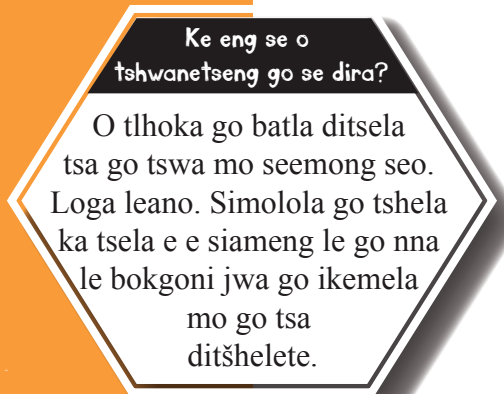 Ke eng se o
tshwanetseng go se dira?
O tlhoka go batla ditsela
tsa go tswa mo seemong seo.
Loga leano. Simolola go tshela
ka tsela e e siameng le go nna
le bokgoni jwa go ikemela
mo go tsa
ditšhelete.